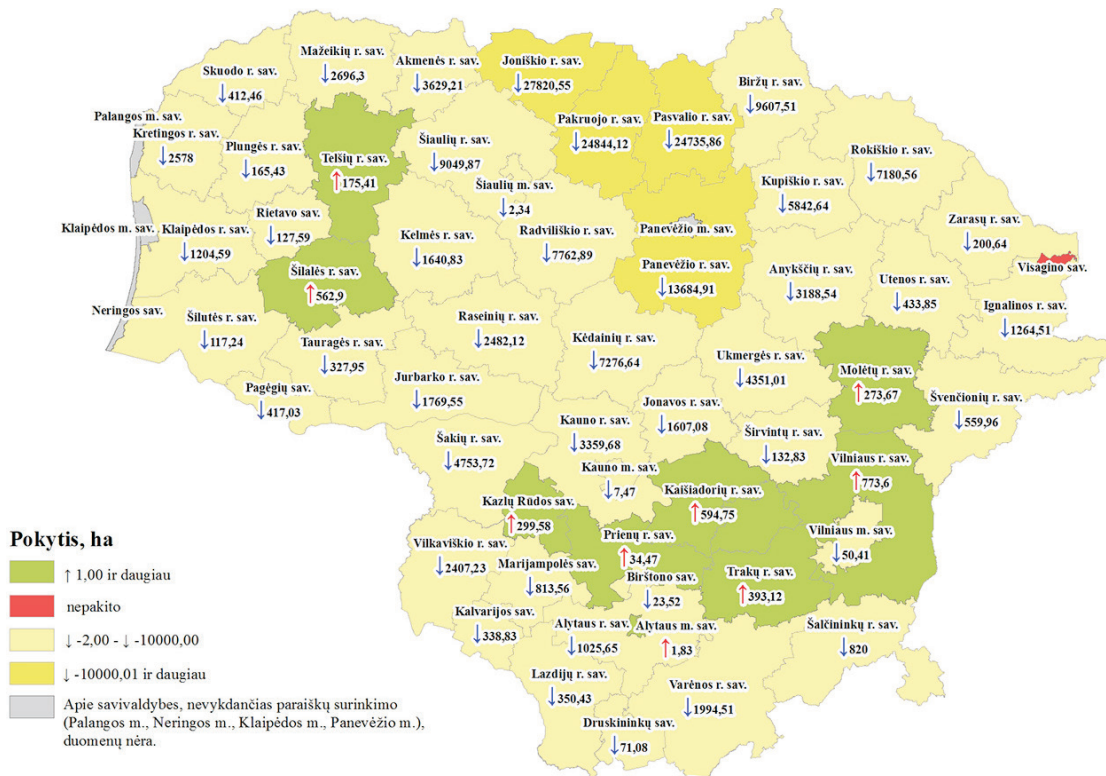 Mažeikių r. sav.
↓2696,3
Akmenės r. sav.
↓3629,21
Joniškio r. sav.
↓27820,55
Skuodo r. sav.
↓412,46
Biržų r. sav.
↓9607,51
Palangos m. sav.
Kretingos r. sav.
↓2578
Plungės r. sav.
↓165,43
Telšių r. sav.
↑175,41
Šiaulių r. sav.
↓9049,87
Pakruojo r. sav.
↓24844,12
Pasvalio r. sav.
↓24735,86
Rokiškio r. sav.
↓7180,56
Šiaulių m. sav.
↓2,34
Kupiškio r. sav.
↓5842,64
Klaipėdos m. sav.
Klaipėdos r. sav.
↓1204,59
Rietavo sav.
↓127,59
Kelmės r. sav.
↓1640,83
Radviliškio r. sav.
↓7762,89
Panevėžio m. sav.
Zarasų r. sav.
↓200,64
Visagino sav.
Šilalės r. sav.
↑562,9
Panevėžio r. sav.
↓13684,91
Anykščių r. sav.
↓3188,54
Utenos r. sav.
↓433,85
Ignalinos r. sav.
↓1264,51
Neringos sav.
Šilutės r. sav.
↓117,24
Raseinių r. sav.
↓2482,12
Tauragės r. sav.
↓327,95
Kėdainių r. sav.
↓7276,64
Ukmergės r. sav.
↓4351,01
Molėtų r. sav.
↑273,67
Pagėgių sav.
↓417,03
Jurbarko r. sav.
↓1769,55
Švenčionių r. sav.
↓559,96
Jonavos r. sav.
↓1607,08
Kauno r. sav.
↓3359,68
Širvintų r. sav.
↓132,83
Šakių r. sav.
↓4753,72
Vilniaus r. sav.
↑773,6
Kauno m. sav.
↓7,47
Kazlų Rūdos sav.
↑299,58
Kaišiadorių r. sav.
↑594,75
Vilniaus m. sav.
↓50,41
Prienų r. sav.
↑34,47
Vilkaviškio r. sav.
↓2407,23
Marijampolės sav.
↓813,56
Birštono sav.
↓23,52
Trakų r. sav.
↑393,12
Kalvarijos sav.
↓338,83
Alytaus r. sav.
↓1025,65
Alytaus m. sav.
↑1,83
Šalčininkų r. sav.
↓820
Lazdijų r. sav.
↓350,43
Varėnos r. sav.
↓1994,51
Druskininkų sav.
↓71,08
Pokytis, ha
↑ 1,00 ir daugiau
nepakito
↓ -2,00 - ↓ -10000,00
↓ -10000,01 ir daugiau
Apie savivaldybes, nevykdančias paraiškų surinkimo
(Palangos m., Neringos m., Klaipėdos m., Panevėžio m.),
duomenų nėra.